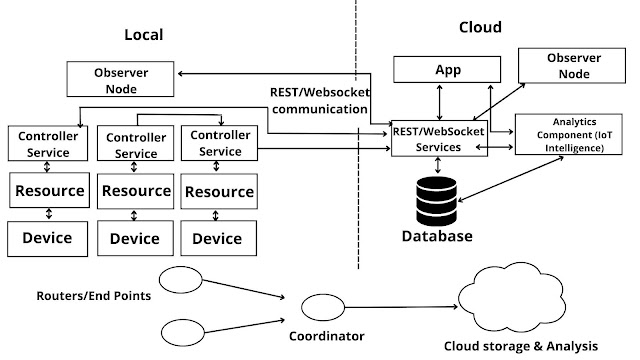 Local
Cloud
Observer
Node
App
Observer
Node
REST/Websocket
communication
Controller
Service
Controller
Service
Controller
Service
REST/WebSocket
Services
Analytics
Component (IoT
Intelligence)
Resource
Resource
Resource
Device
Device
Device
Database
Routers/End Points
Coordinator
Cloud storage & Analysis